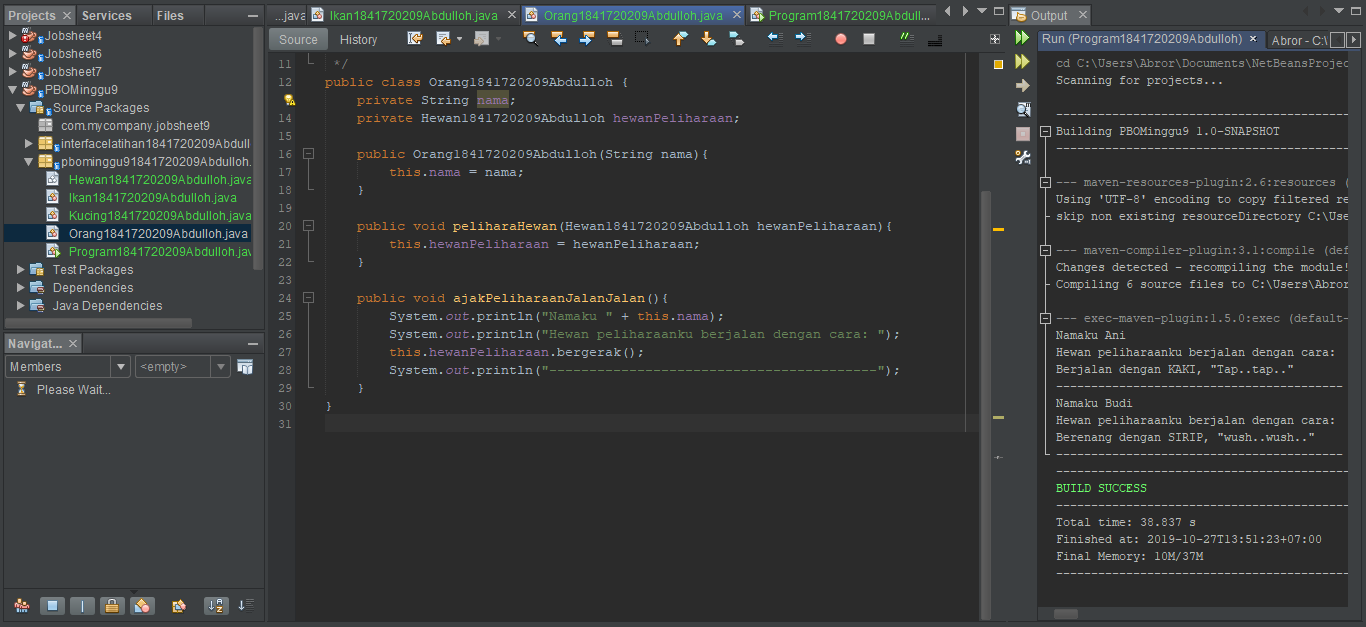 Projects Services Files
Jobsheet4
Jobsheet6
Jobsheet7
PBOMinggu9
Source Packages
com.mycompany.jobsheet9
interfacelatihan1841720209Abdull
pbominggu91841720209Abdulloh.
Hewan1841720209Abdulloh.java
Ikan1841720209Abdulloh.java
Kucing1841720209Abdulloh.java
Orang1841720209Abdulloh.java
Program1841720209Abdulloh.jav
Test Packages
Dependencies
Java Dependencies
Navigat...
Members <empty>
Please Wait...
...java Ikan1841720209Abdulloh.java Orang1841720209Abdulloh.java Program1841720209Abdull...
Source History
11 */
12 public class Orang1841720209Abdulloh {
private String nama;
14 private Hewan1841720209Abdulloh hewanPeliharaan;
15
16 public Orang1841720209Abdulloh(String nama){
17 this.nama = nama;
18 }
19
20 public void peliharaHewan(Hewan1841720209Abdulloh hewanPeliharaan){
21 this.hewanPeliharaan = hewanPeliharaan;
22 }
23
24 public void ajakPeliharaanJalanJalan(){
25 System.out.println("Namaku " + this.nama);
26 System.out.println("Hewan peliharaanku berjalan dengan cara: ");
27 this.hewanPeliharaan.bergerak();
28 System.out.println("-----------------------------------------");
29 }
30 }
31
Output
Run (Program1841720209Abdulloh) Abror - C:\
cd C:\Users\Abror\Documents\NetBeansProjec
Scanning for projects...
------------------------------------
Building PBOMinggu9 1.0-SNAPSHOT
------------------------------------
--- maven-resources-plugin:2.6:resources (
Using 'UTF-8' encoding to copy filtered re
skip non existing resourceDirectory C:\Use
--- maven-compiler-plugin:3.1:compile (def
Changes detected - recompiling the module!
Compiling 6 source files to C:\Users\Abror
--- exec-maven-plugin:1.5.0:exec (default-
Namaku Ani
Hewan peliharaanku berjalan dengan cara:
Berjalan dengan KAKI, "Tap..tap.."
-----------------------------------------
Namaku Budi
Hewan peliharaanku berjalan dengan cara:
Berenang dengan SIRIP, "wush..wush.."
-----------------------------------------
------------------------------------
BUILD SUCCESS
------------------------------------
Total time: 38.837 s
Finished at: 2019-10-27T13:51:23+07:00
Final Memory: 10M/37M
------------------------------------